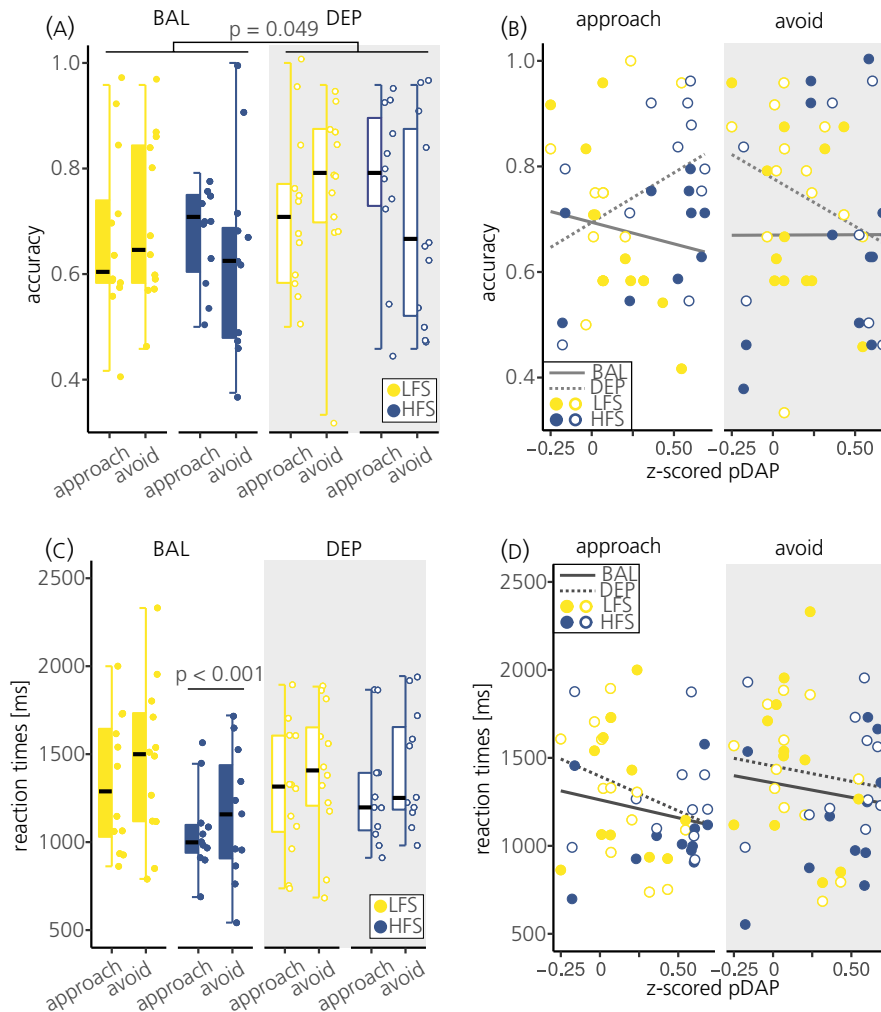 (A)
BAL
DEP
p = 0.049
accuracy
1.0
0.8
0.6
0.4
LFS
HFS
approach
avoid
approach
avoid
approach
avoid
approach
avoid
(B)
approach
avoid
accuracy
1.0
0.8
0.6
0.4
BAL
DEP
LFS
HFS
−0.25
0
0.50
−0.25
0
0.50
z-scored pDAP
(C)
BAL
DEP
p < 0.001
reaction times [ms]
2500
2000
1500
1000
500
LFS
HFS
approach
avoid
approach
avoid
approach
avoid
approach
avoid
(D)
approach
avoid
reaction times [ms]
2500
2000
1500
1000
400
BAL
DEP
LFS
HFS
−0.25
0
0.50
−0.25
0
0.50
z-scored pDAP